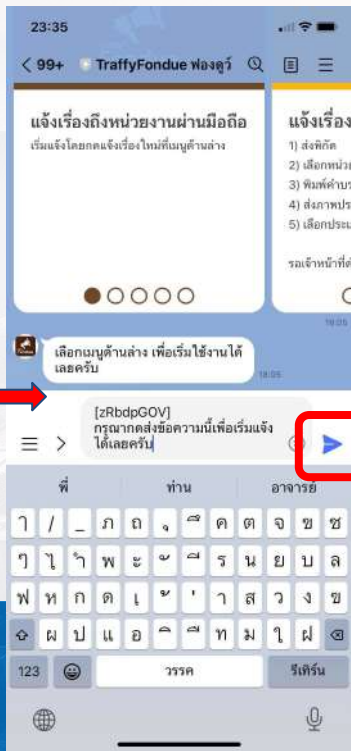 23:35
99+ TraffyFondue ฟองดูว์
แจ้งเรื่องถึงหน่วยงานผ่านมือถือ
เริ่มแจ้งโดยกดแจ้งเรื่องใหม่ที่เมนูด้านล่าง
แจ้งเรื่อง
1) ส่งพิกัด
2) เลือกหน่วย
3) พิมพ์คำบร
4) ส่งภาพประ
5) เลือกประเ
รอเจ้าหน้าที่ต
18:05
เลือกเมนูด้านล่าง เพื่อเริ่มใช้งานได้
เลยครับ
18:05
[zRbdpGOV]
กรุณากดส่งข้อความนี้เพื่อเริ่มแจ้ง
ได้เลยครับ
พี่ ท่าน อาจารย์
ๅ / _ ภ ถ ุ ึ ค ต จ ข ช
ๆ ไ ำ พ ะ ั ี ร น ย บ ล
ฟ ห ก ด เ ้ ่ า ส ว ง ฃ
ผ ป แ อ ิ ื ท ม ใ ฝ
123 วรรค รีเทิร์น